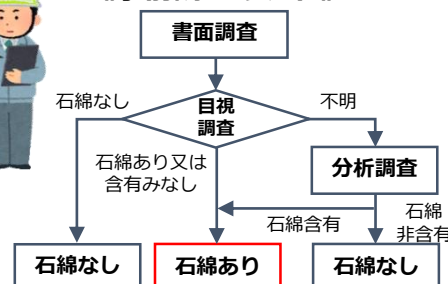 書面調査
石綿なし
目視
調査
不明
石綿あり又は
含有みなし
分析調査
石綿含有
石綿
非含有
石綿なし
石綿あり
石綿なし